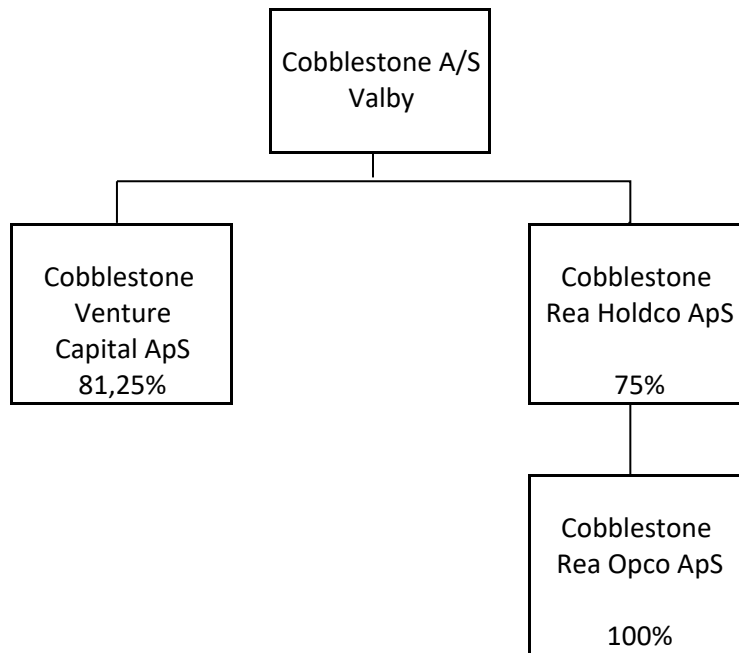 Cobblestone A/S
Valby
Cobblestone
Venture
Capital ApS
81,25%
Cobblestone
Rea Holdco ApS
75%
Cobblestone
Rea Opco ApS
100%